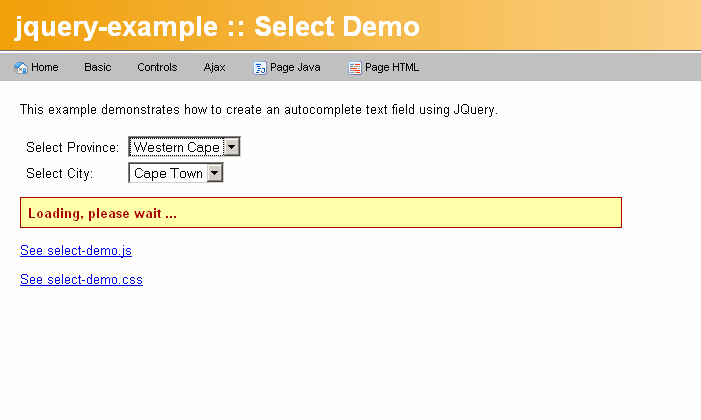 jquery-example :: Select Demo
Home Basic Controls Ajax Page Java Page HTML
This example demonstrates how to create an autocomplete text field using JQuery.
Select Province: Western Cape
Select City: Cape Town
Loading, please wait ...
See select-demo.js
See select-demo.css